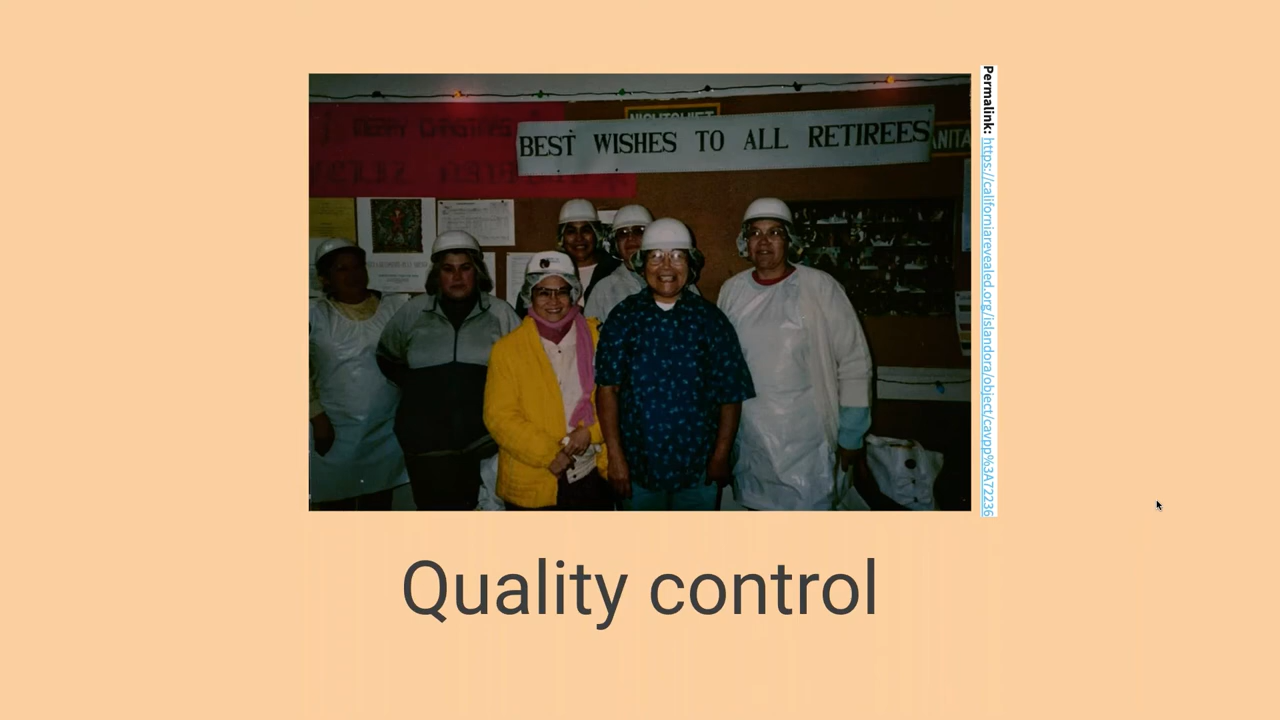 BEST WISHES TO ALL RETIREES
Permalink: https://californiarevealed.org/islandora/object/cavpp%3A72236
Quality control